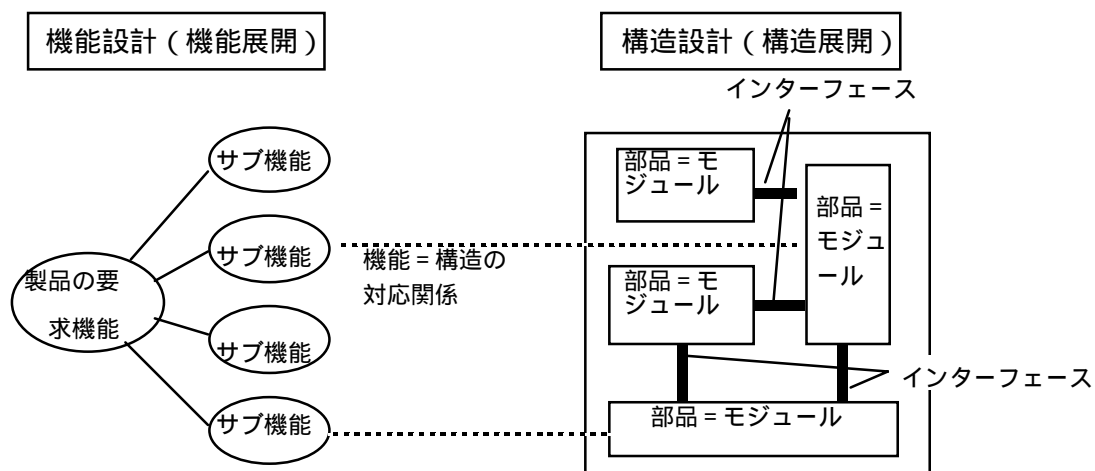 機能設計（機能展開）
構造設計（構造展開）
インターフェース
サブ機能
サブ機能
サブ機能
サブ機能
製品の要
求機能
機能＝構造の
対応関係
部品＝モ
ジュール
部品＝
モジュ
ール
部品＝モ
ジュール
インターフェース
部品＝モジュール